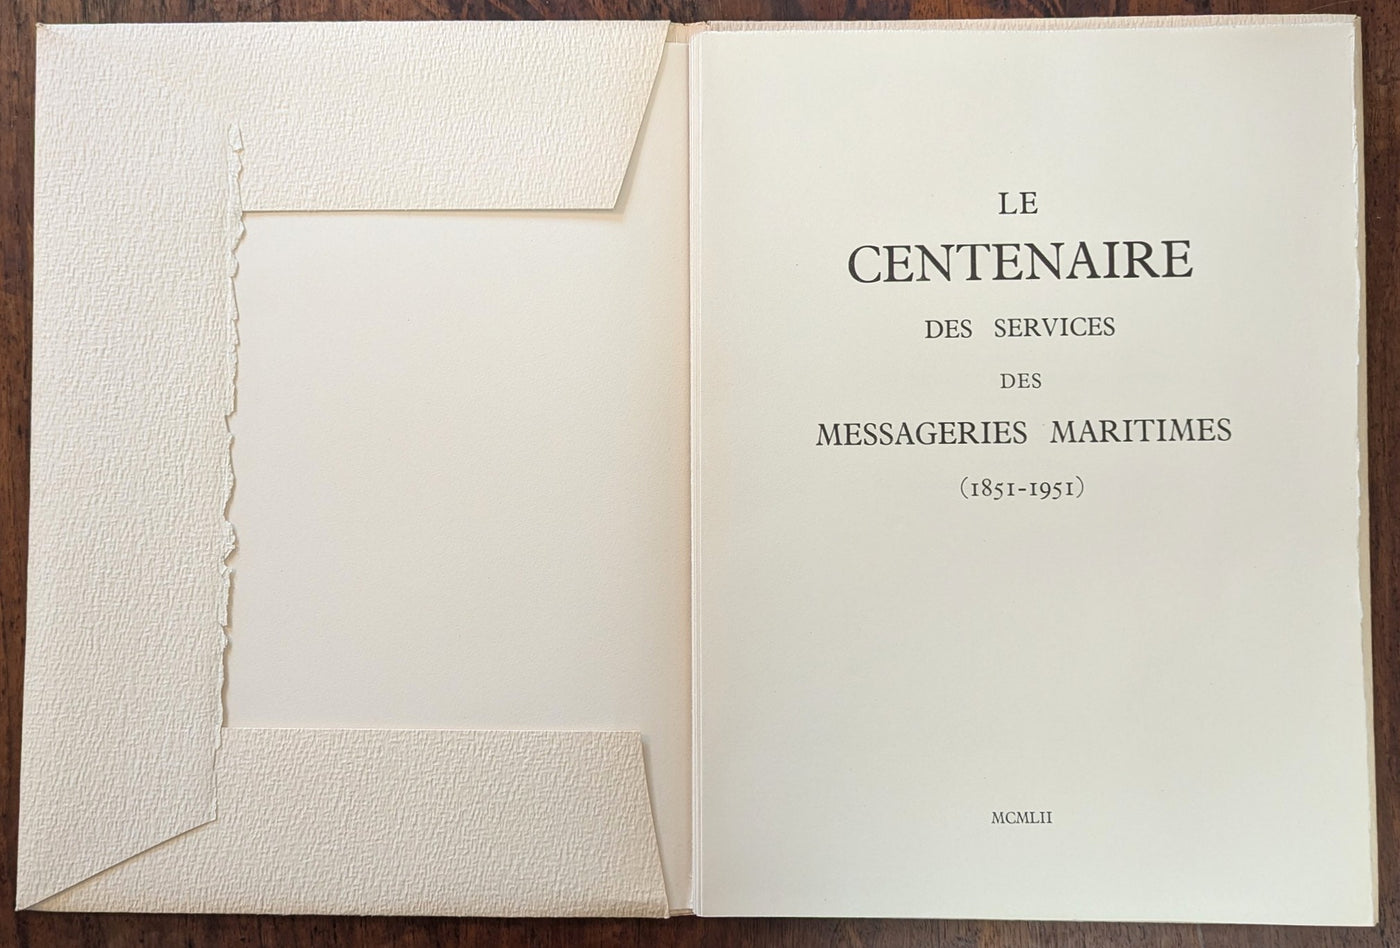 LE
CENTENAIRE
DES SERVICES
DES
MESSAGERIES MARITIMES
(1851-1951)
MCMLII